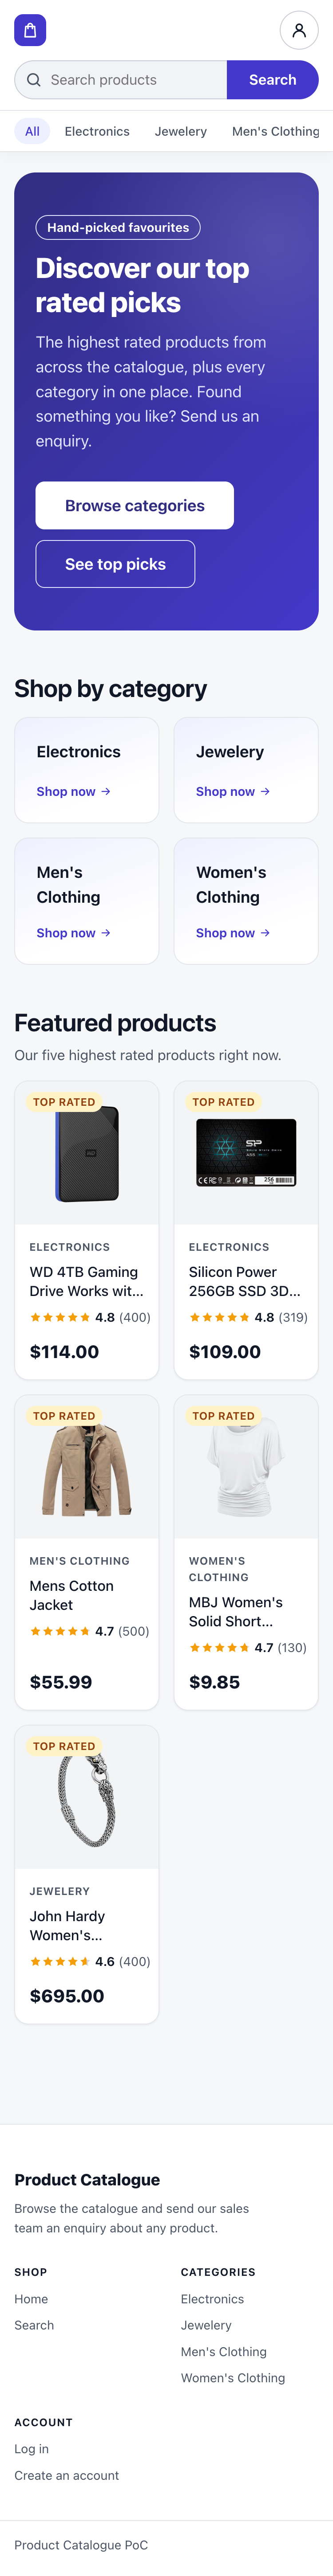 Search products
Search
All
Electronics
Jewelery
Men's Clothing
Hand-picked favourites
Discover our top
rated picks
The highest rated products from
across the catalogue, plus every
category in one place. Found
something you like? Send us an
enquiry.
Browse categories
See top picks
Shop by category
Electronics
Shop now →
Jewelery
Shop now →
Men's
Clothing
Shop now →
Women's
Clothing
Shop now →
Featured products
Our five highest rated products right now.
TOP RATED
ELECTRONICS
WD 4TB Gaming
Drive Works wit...
4.8 (400)
$114.00
TOP RATED
SP
256
ELECTRONICS
Silicon Power
256GB SSD 3D...
4.8 (319)
$109.00
TOP RATED
MEN'S CLOTHING
Mens Cotton
Jacket
4.7 (500)
$55.99
TOP RATED
WOMEN'S
CLOTHING
MBJ Women's
Solid Short...
4.7 (130)
$9.85
TOP RATED
JEWELERY
John Hardy
Women's...
4.6 (400)
$695.00
Product Catalogue
Browse the catalogue and send our sales
team an enquiry about any product.
SHOP
Home
Search
CATEGORIES
Electronics
Jewelery
Men's Clothing
Women's Clothing
ACCOUNT
Log in
Create an account
Product Catalogue PoC